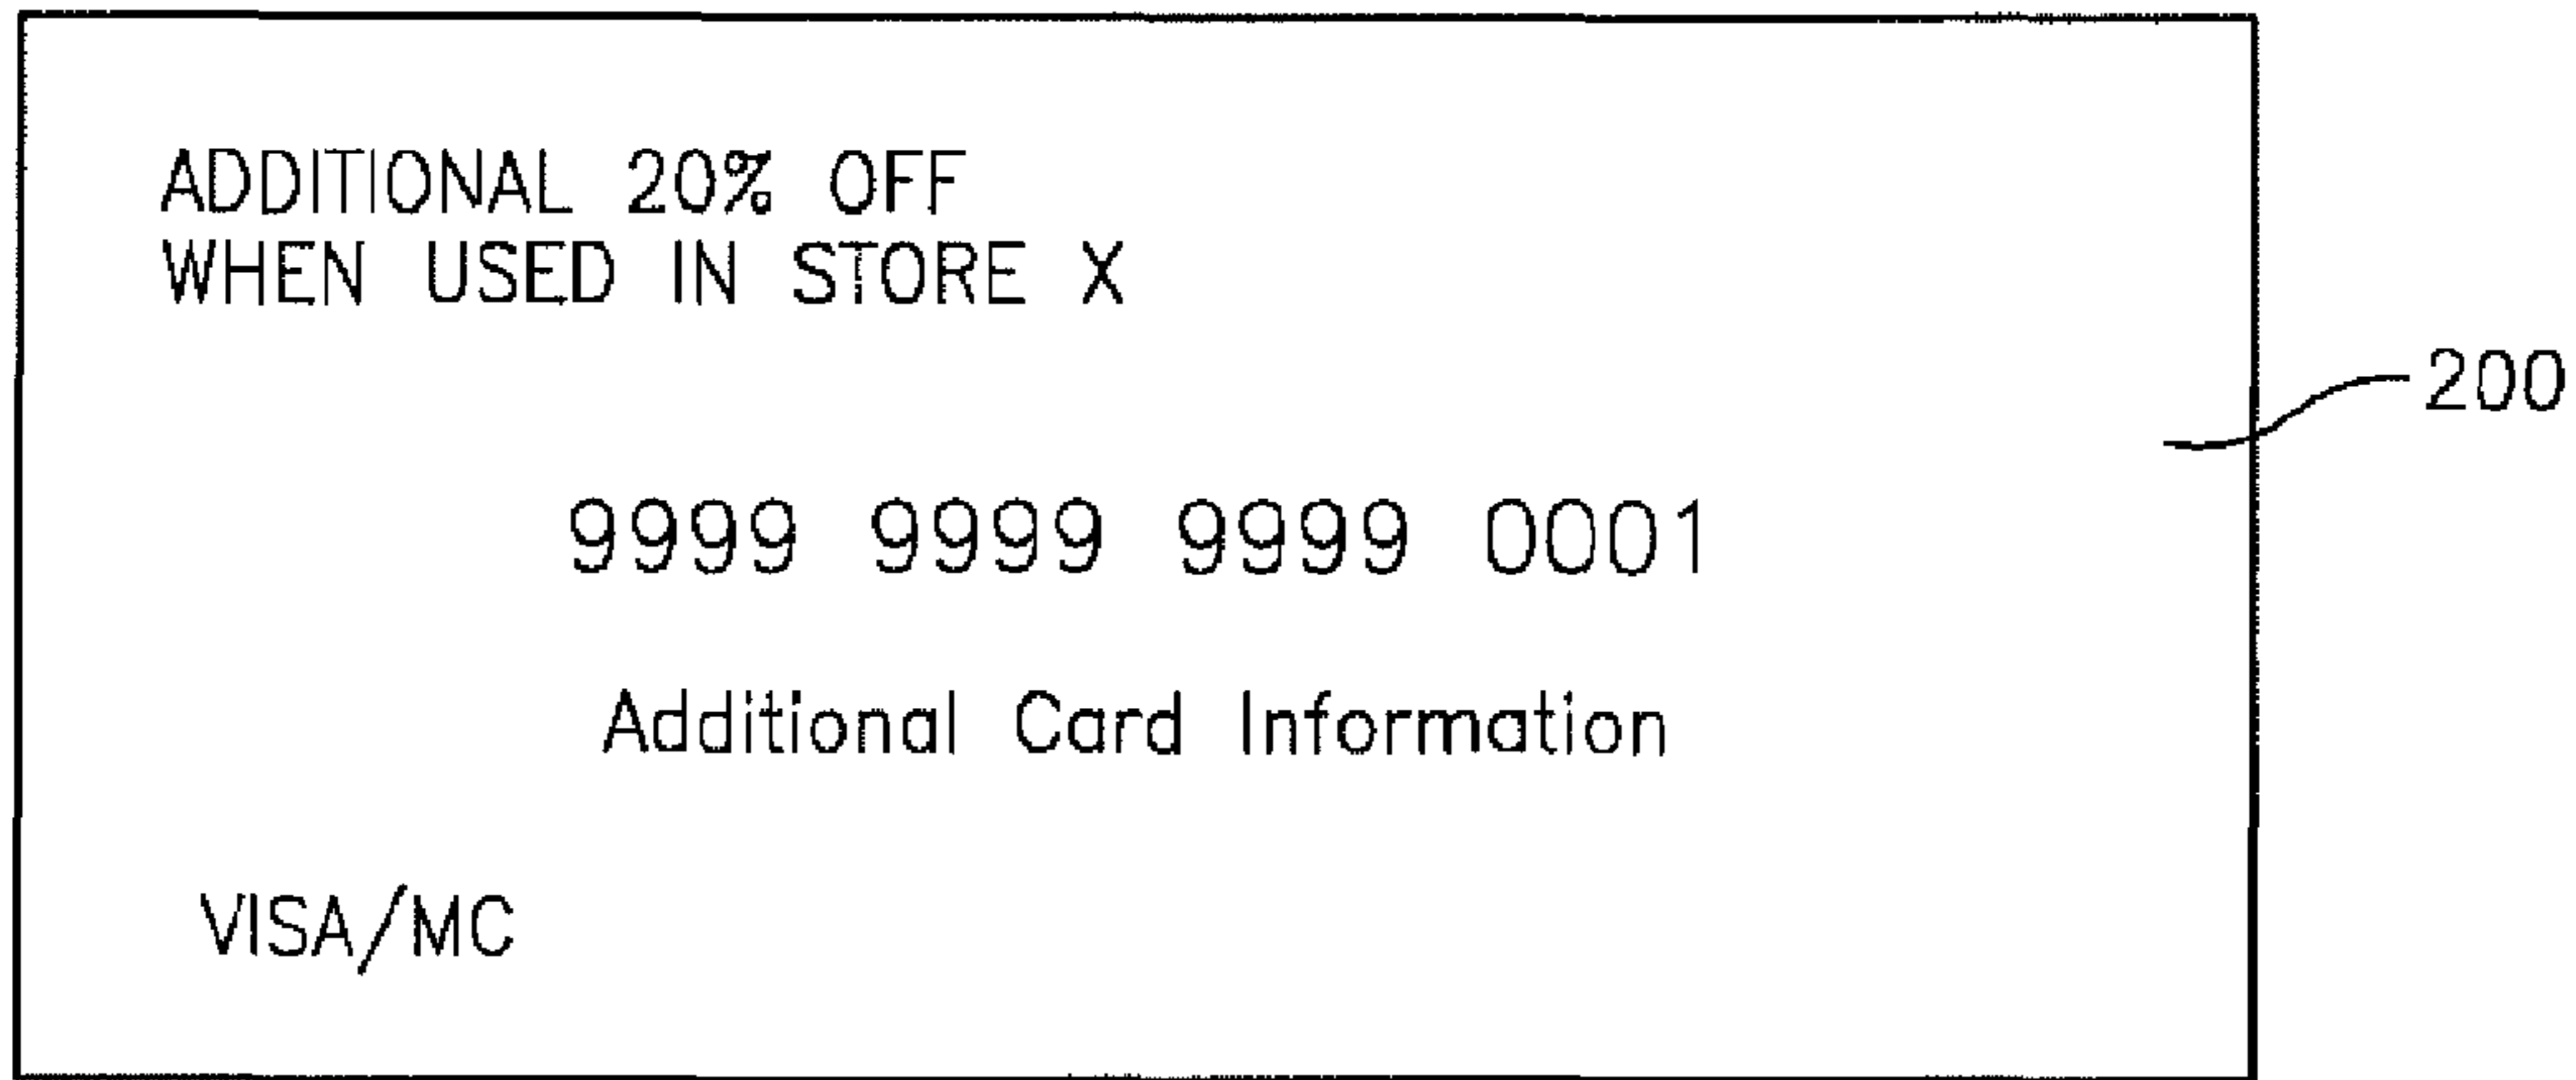 ADDITIONAL 20% OFF
WHEN USED IN STORE X
200
9999 9999 9999 0001
Additional Card Information
VISA/MC